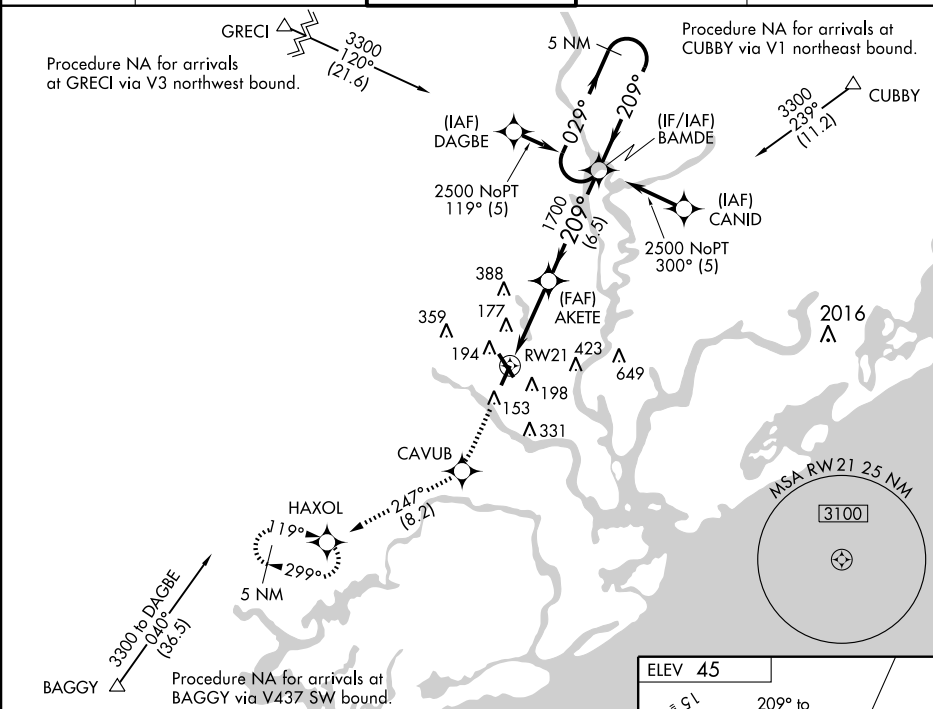 GRECI
3300
120°
(21.6)
Procedure NA for arrivals
at GRECI via V3 northwest bound.
5 NM
Procedure NA for arrivals at
CUBBY via V1 northeast bound.
CUBBY
3300
239°
(11.2)
(IAF)
DAGBE
029°
209°
(IF/IAF)
BAMDE
2500 NoPT
119° (5)
1700
209°
(6.5)
(IAF)
CANID
2500 NoPT
300° (5)
388
(FAF)
AKETE
359
177
2016
194
RW21
423
649
198
153
331
CAVUB
MSA RW21 25 NM
3100
247°
(8.2)
HAXOL
119°
299°
5 NM
3300 to DAGBE
040°
(36.5)
BAGGY
Procedure NA for arrivals at
BAGGY via V437 SW bound.
ELEV 45
15
209° to